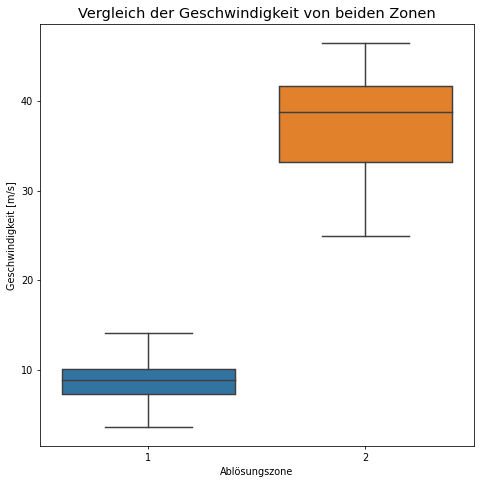 Vergleich der Geschwindigkeit von beiden Zonen
Geschwindigkeit [m/s]
40
30
20
10
1 2
Ablösungszone